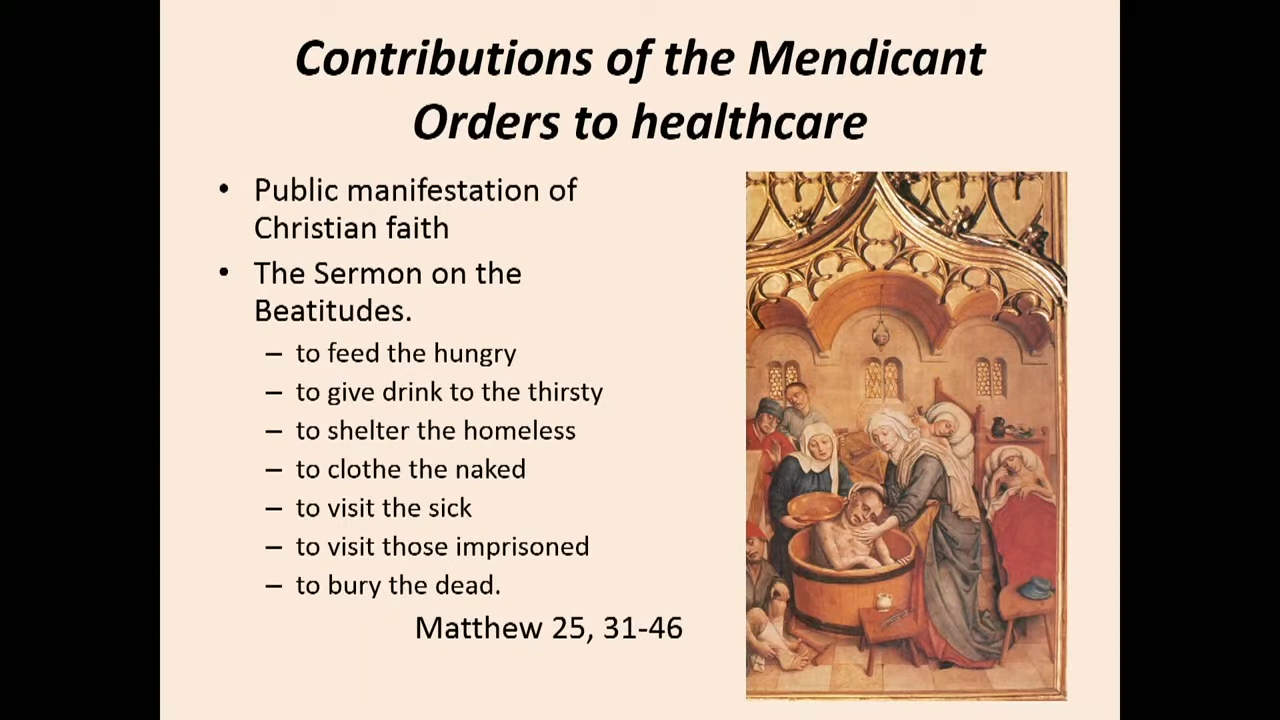 Contributions of the Mendicant
Orders to healthcare
• Public manifestation of
Christian faith
• The Sermon on the
Beatitudes.
– to feed the hungry
– to give drink to the thirsty
– to shelter the homeless
– to clothe the naked
– to visit the sick
– to visit those imprisoned
– to bury the dead.
Matthew 25, 31-46